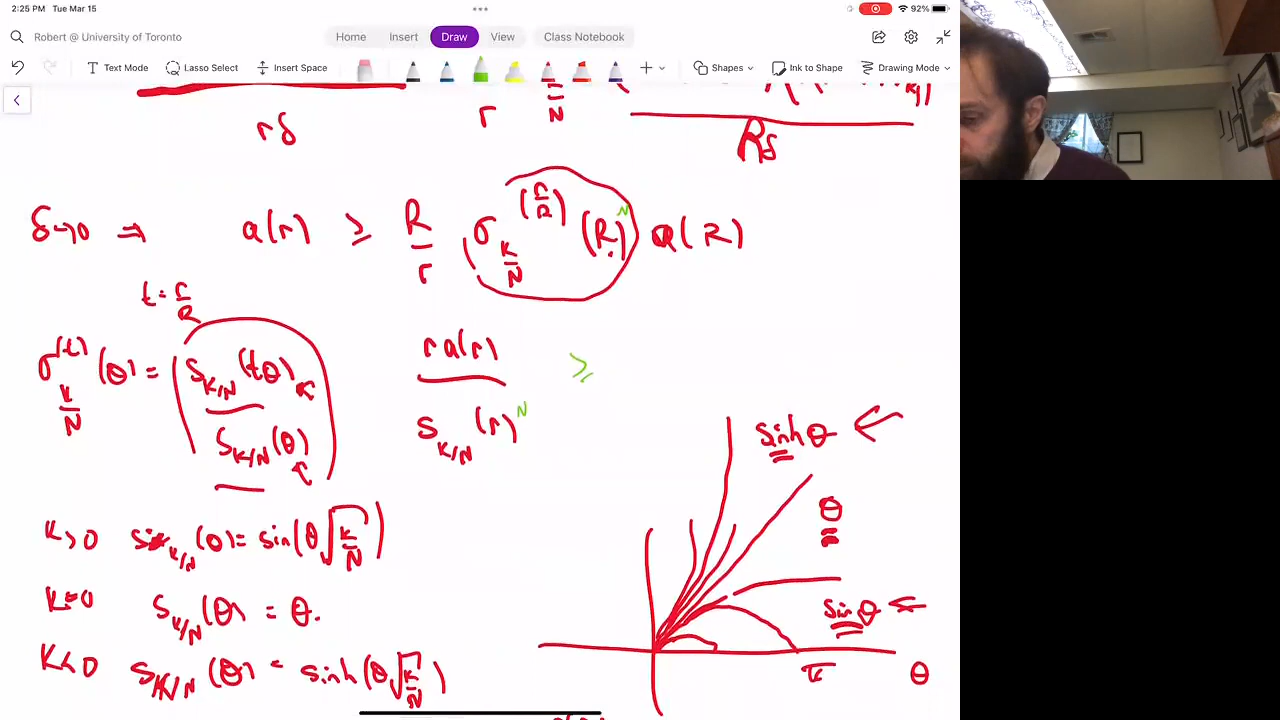 2:25 PM Tue Mar 15
92%
Robert @ University of Toronto
Home Insert Draw View Class Notebook
Text Mode Lasso Select Insert Space Shapes Ink to Shape Drawing Mode
rδ r K/N Rδ
δ→0 ⇒ a(r) ≥ R/r σ_{K/N}^{(r/R)} (R)^N a(R)
t = r/R
σ_{K/N}^{(t)} (θ) = S_{K/N}(tθ) / S_{K/N}(θ)
r a(r) / S_{K/N}(r)^N ≥
sinh θ
θ
sin θ
π θ
K>0 S_{K/N}(θ) = sin(θ√K/N)
K=0 S_{K/N}(θ) = θ.
K<0 S_{K/N}(θ) = sinh(θ√K/N)